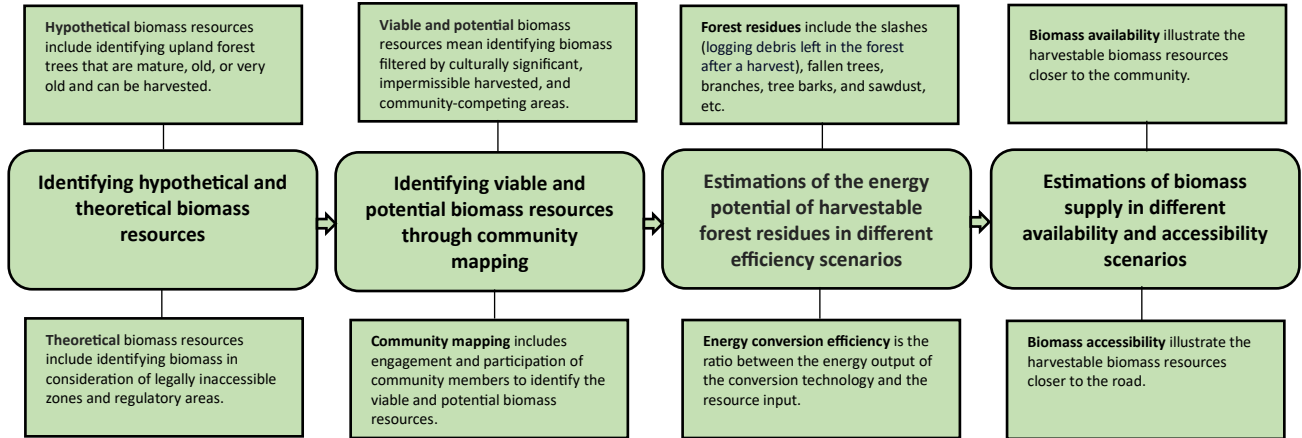 Hypothetical biomass resources
include identifying upland forest
trees that are mature, old, or very
old and can be harvested.
Viable and potential biomass
resources mean identifying biomass
filtered by culturally significant,
impermissible harvested, and
community-competing areas.
Forest residues include the slashes
(logging debris left in the forest
after a harvest), fallen trees,
branches, tree barks, and sawdust,
etc.
Biomass availability illustrate the
harvestable biomass resources
closer to the community.
Identifying hypothetical and
theoretical biomass
resources
Identifying viable and
potential biomass resources
through community
mapping
Estimations of the energy
potential of harvestable
forest residues in different
efficiency scenarios
Estimations of biomass
supply in different
availability and accessibility
scenarios
Theoretical biomass resources
include identifying biomass in
consideration of legally inaccessible
zones and regulatory areas.
Community mapping includes
engagement and participation of
community members to identify the
viable and potential biomass
resources.
Energy conversion efficiency is the
ratio between the energy output of
the conversion technology and the
resource input.
Biomass accessibility illustrate the
harvestable biomass resources
closer to the road.